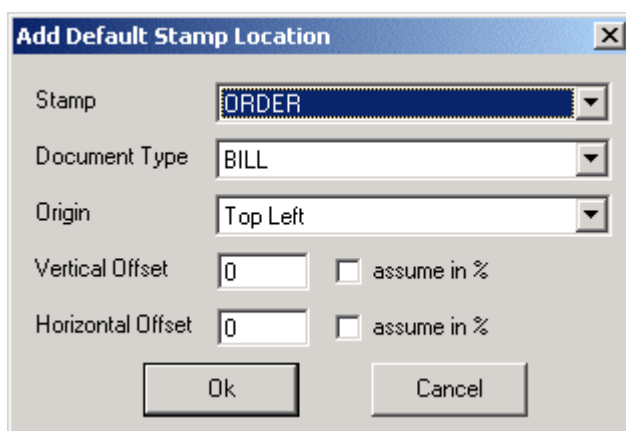 Add Default Stamp Location
Stamp ORDER
Document Type BILL
Origin Top Left
Vertical Offset 0 assume in %
Horizontal Offset 0 assume in %
Ok Cancel